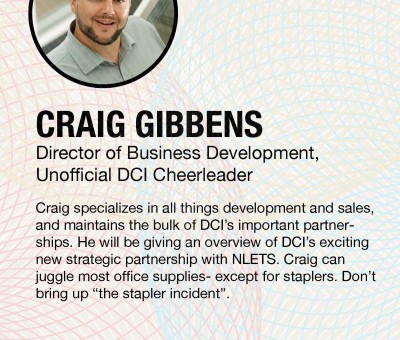 CRAIG GIBBENS
Director of Business Development,
Unofficial DCI Cheerleader
Craig specializes in all things development and sales,
and maintains the bulk of DCI's important partner-
ships. He will be giving an overview of DCI's exciting
new strategic partnership with NLETS. Craig can
juggle most office supplies- except for staplers. Don't
bring up “the stapler incident”.